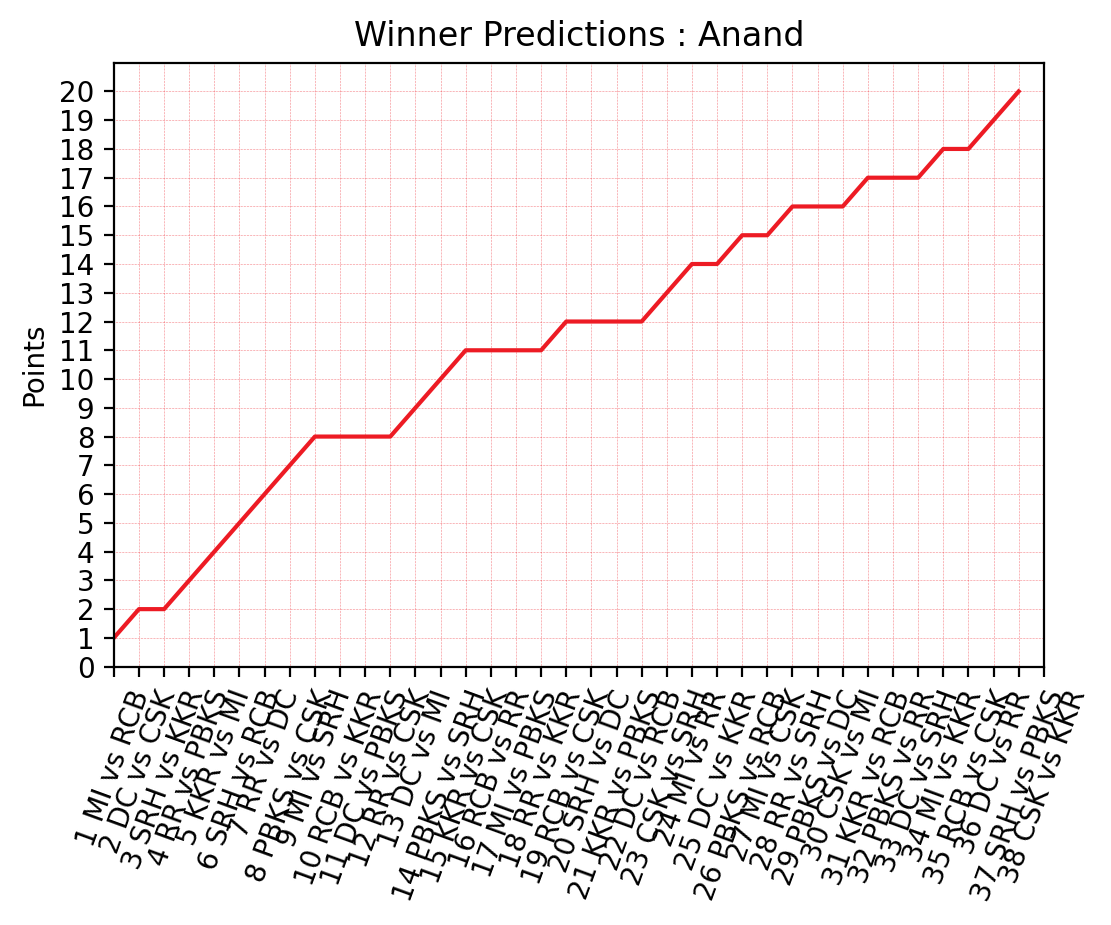 Winner Predictions : Anand
Points
20
19
18
17
16
15
14
13
12
11
10
9
8
7
6
5
4
3
2
1
0
1 MI vs RCB
2 DC vs CSK
3 SRH vs KKR
4 RR vs PBKS
5 KKR vs MI
6 SRH vs RCB
7 RR vs DC
8 PBKS vs CSK
9 MI vs SRH
10 RCB vs KKR
11 DC vs PBKS
12 RR vs CSK
13 DC vs MI
14 PBKS vs SRH
15 KKR vs CSK
16 RCB vs RR
17 MI vs PBKS
18 RR vs KKR
19 RCB vs CSK
20 SRH vs DC
21 KKR vs PBKS
22 DC vs RCB
23 CSK vs SRH
24 MI vs RR
25 DC vs KKR
26 PBKS vs RCB
27 MI vs CSK
28 RR vs SRH
29 PBKS vs DC
30 CSK vs MI
31 KKR vs RCB
32 PBKS vs RR
33 DC vs SRH
34 MI vs KKR
35 RCB vs CSK
36 DC vs RR
37 SRH vs PBKS
38 CSK vs KKR